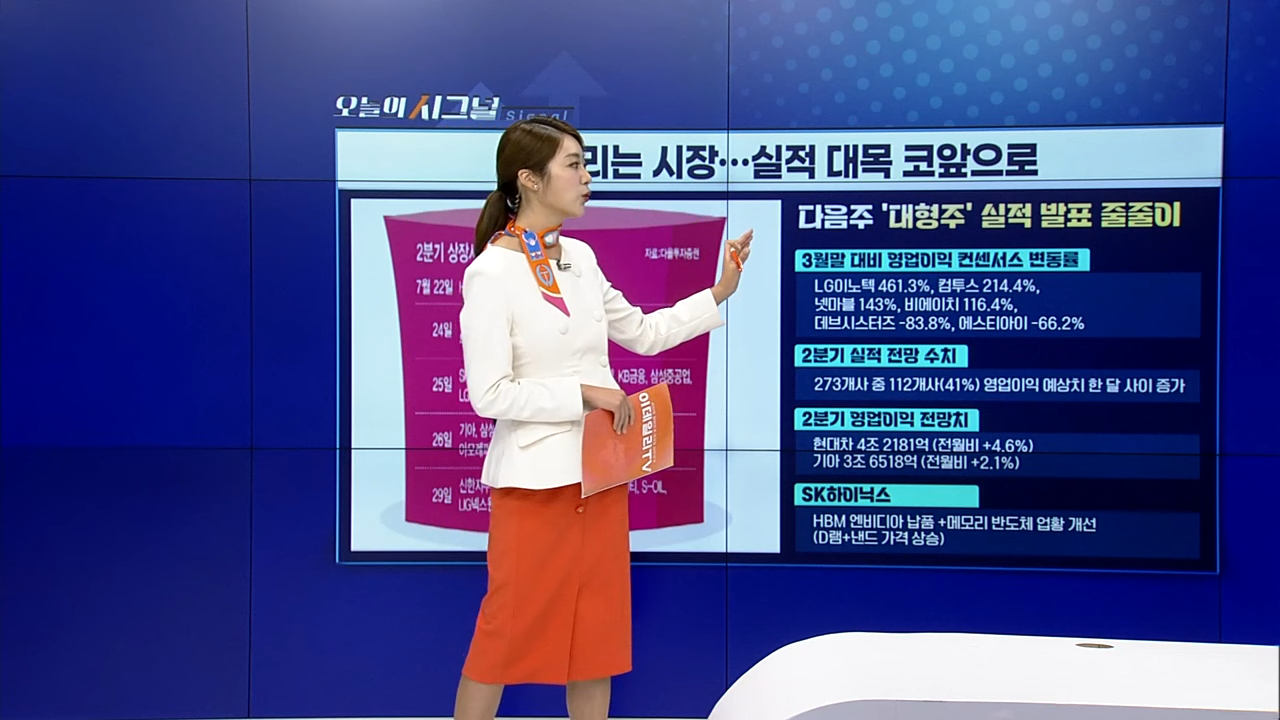 오늘의 시그널
signal
리는 시장…실적 대목 코앞으로
2분기 상장
자료:다올투자증권
7월 22일
24일
25일
KB금융, 삼성중공업,
26일 기아,
29일
S-OIL,
다음주 '대형주' 실적 발표 줄줄이
3월말 대비 영업이익 컨센서스 변동률
LG이노텍 461.3%, 컴투스 214.4%,
넷마블 143%, 비에이치 116.4%,
데브시스터즈 -83.8%, 에스티아이 -66.2%
2분기 실적 전망 수치
273개사 중 112개사(41%) 영업이익 예상치 한 달 사이 증가
2분기 영업이익 전망치
현대차 4조 2181억 (전월비 +4.6%)
기아 3조 6518억 (전월비 +2.1%)
SK하이닉스
HBM 엔비디아 납품 +메모리 반도체 업황 개선
(D램+낸드 가격 상승)
이데일리TV